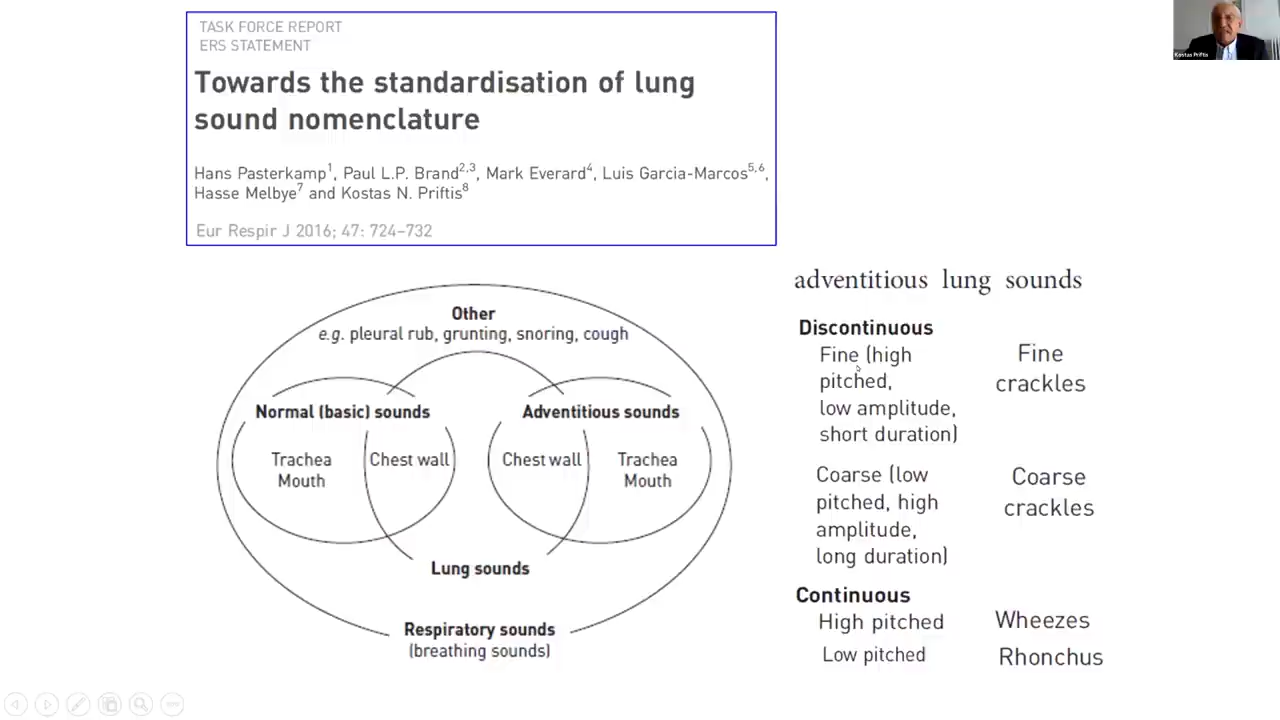 TASK FORCE REPORT
ERS STATEMENT
Towards the standardisation of lung
sound nomenclature
Hans Pasterkamp1, Paul L.P. Brand2,3, Mark Everard4, Luis Garcia-Marcos5,6,
Hasse Melbye7 and Kostas N. Priftis8
Eur Respir J 2016; 47: 724–732
Kostas Priftis
Other
e.g. pleural rub, grunting, snoring, cough
Normal (basic) sounds
Adventitious sounds
Trachea
Mouth
Chest wall
Chest wall
Trachea
Mouth
Lung sounds
Respiratory sounds
(breathing sounds)
adventitious lung sounds
Discontinuous
Fine (high
pitched,
low amplitude,
short duration)
Fine
crackles
Coarse (low
pitched, high
amplitude,
long duration)
Coarse
crackles
Continuous
High pitched
Wheezes
Low pitched
Rhonchus